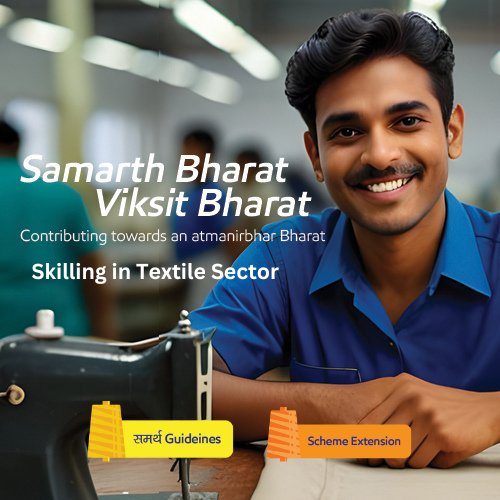 Samarth Bharat
Viksit Bharat
Contributing towards an atmanirbhar Bharat
Skilling in Textile Sector
समर्थ Guideines
Scheme Extension